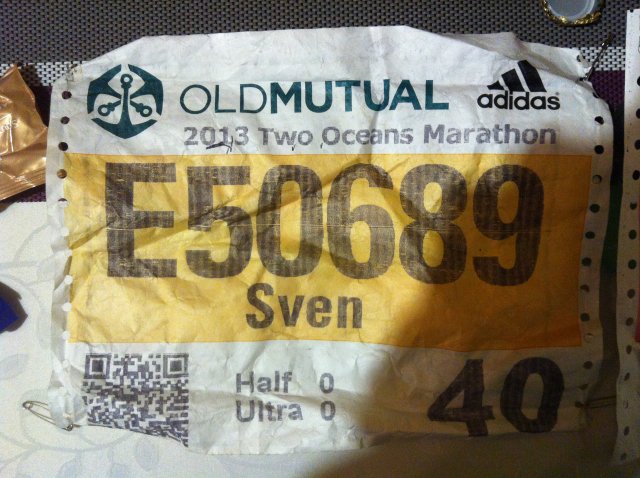 OLDMUTUAL
adidas
2013 Two Oceans Marathon
E50689
Sven
Half 0
Ultra 0
40